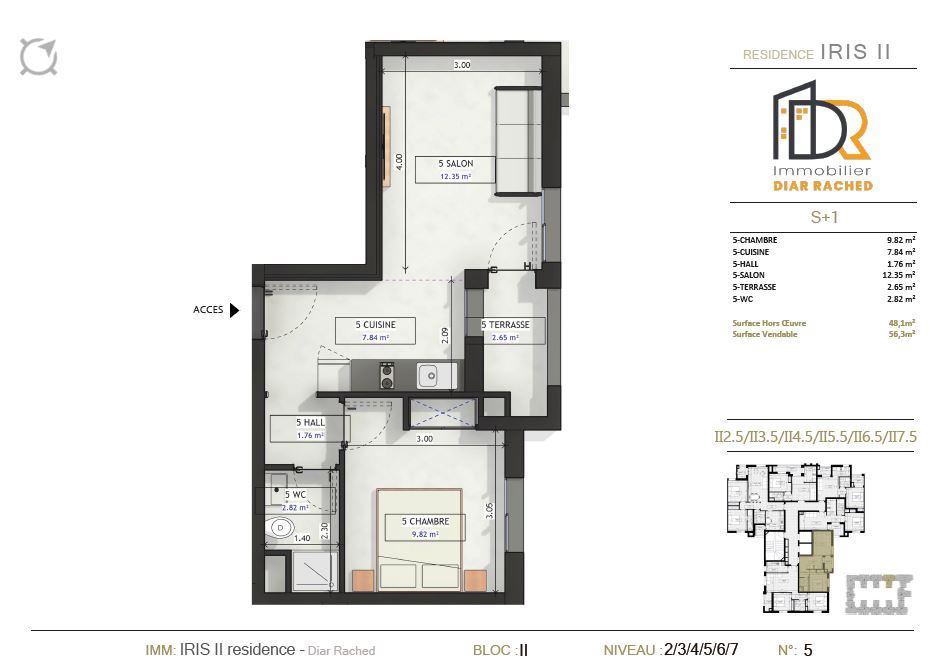 RESIDENCE IRIS II
DR
Immobilier
DIAR RACHED
S+1
5-CHAMBRE 9.82 m²
5-CUISINE 7.84 m²
5-HALL 1.76 m²
5-SALON 12.35 m²
5-TERRASSE 2.65 m²
5-WC 2.82 m²
Surface Hors Œuvre 48,1m²
Surface Vendable 56,3m²
II2.5/II3.5/II4.5/II5.5/II6.5/II7.5
3.00
4.00
5 SALON
12.35 m²
ACCES
5 CUISINE
7.84 m²
2.09
5 TERRASSE
2.65 m²
5 HALL
1.76 m²
3.00
5 WC
2.82 m²
1.40
2.30
5 CHAMBRE
9.82 m²
3.05
IMM: IRIS II residence - Diar Rached
BLOC : II
NIVEAU : 2/3/4/5/6/7
N°: 5